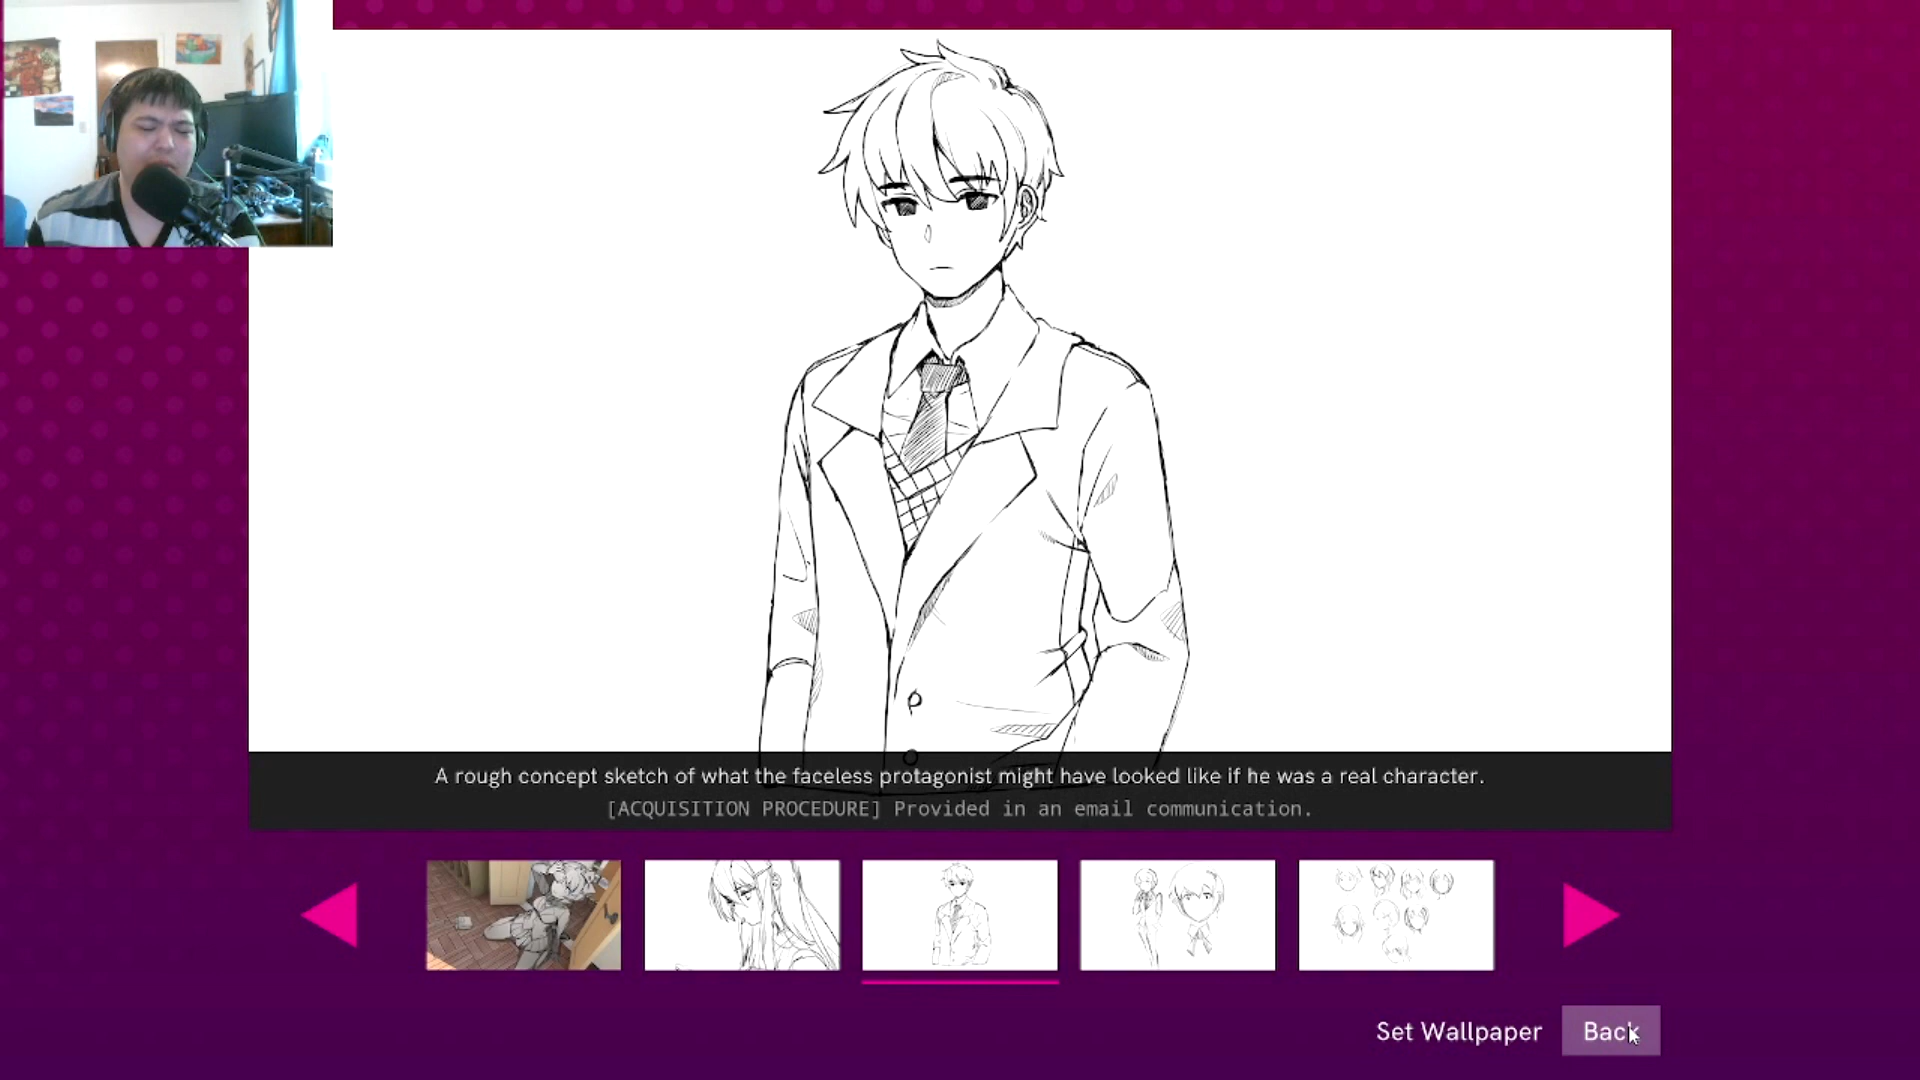 A rough concept sketch of what the faceless protagonist might have looked like if he was a real character.
[ACQUISITION PROCEDURE] Provided in an email communication.
Set Wallpaper
Back